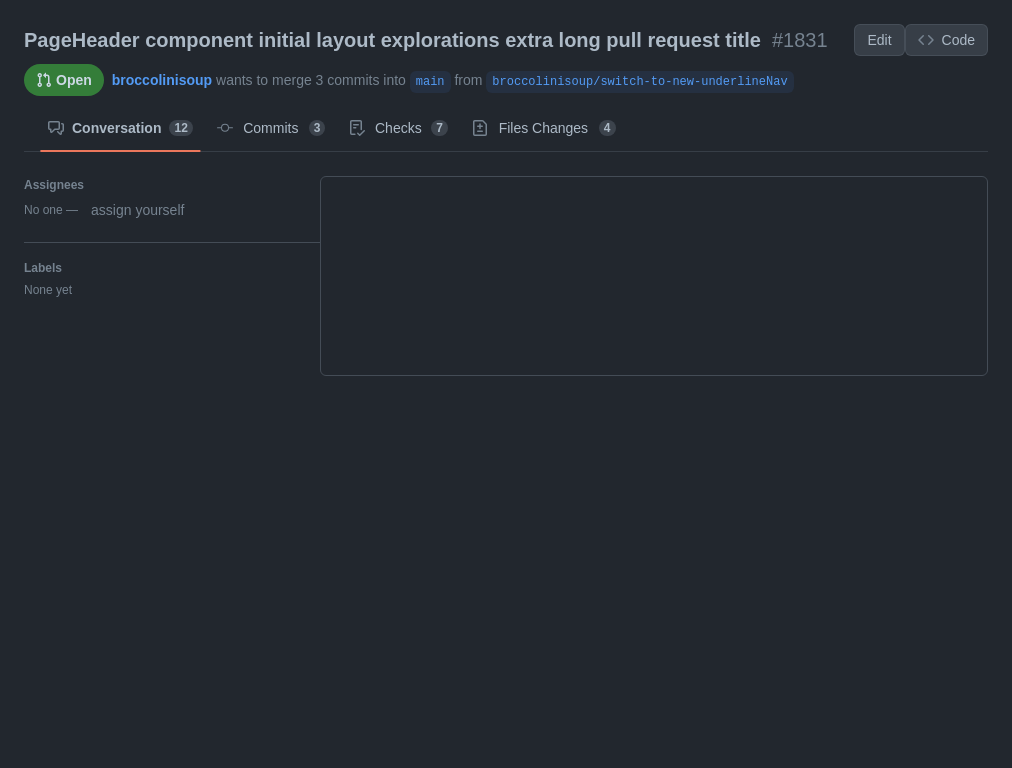 PageHeader component initial layout explorations extra long pull request title #1831
Edit
Code
Open
broccolinisoup wants to merge 3 commits into main from broccolinisoup/switch-to-new-underlineNav
Conversation 12
Commits 3
Checks 7
Files Changes 4
Assignees
No one — assign yourself
Labels
None yet